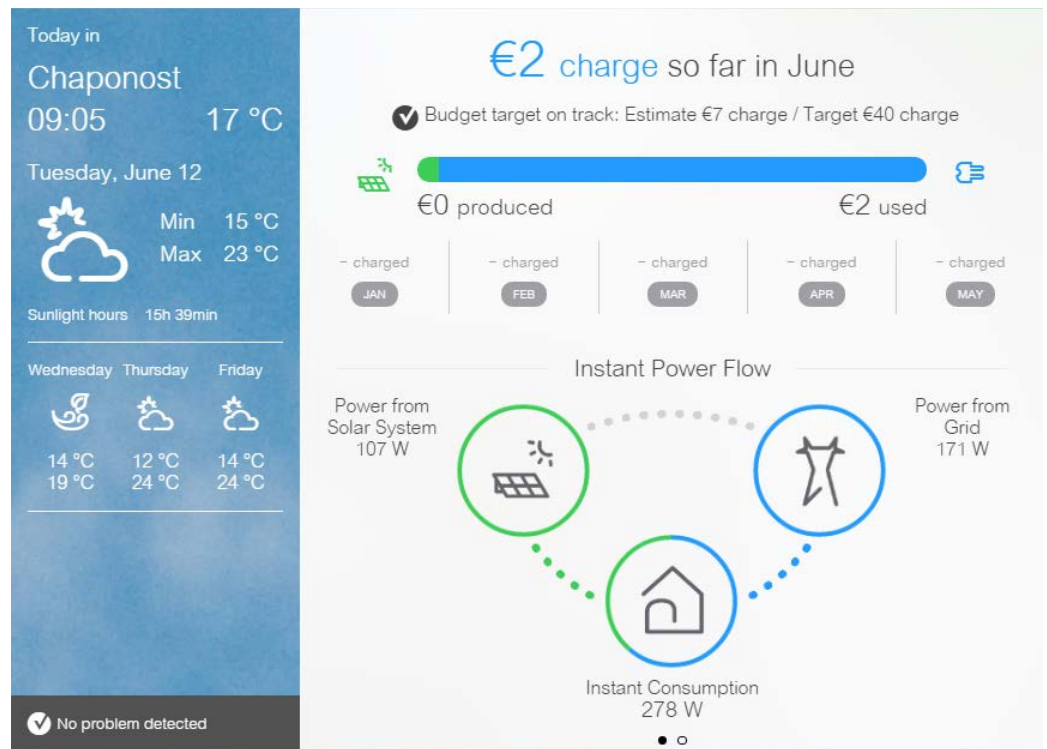 Today in
Chaponost
09:05 17 °C
Tuesday, June 12
Min 15 °C
Max 23 °C
Sunlight hours 15h 39min
Wednesday Thursday Friday
14 °C 12 °C 14 °C
19 °C 24 °C 24 °C
No problem detected
€2 charge so far in June
Budget target on track: Estimate €7 charge / Target €40 charge
€0 produced €2 used
– charged – charged – charged – charged – charged
JAN FEB MAR APR MAY
Instant Power Flow
Power from
Solar System
107 W
Power from
Grid
171 W
Instant Consumption
278 W